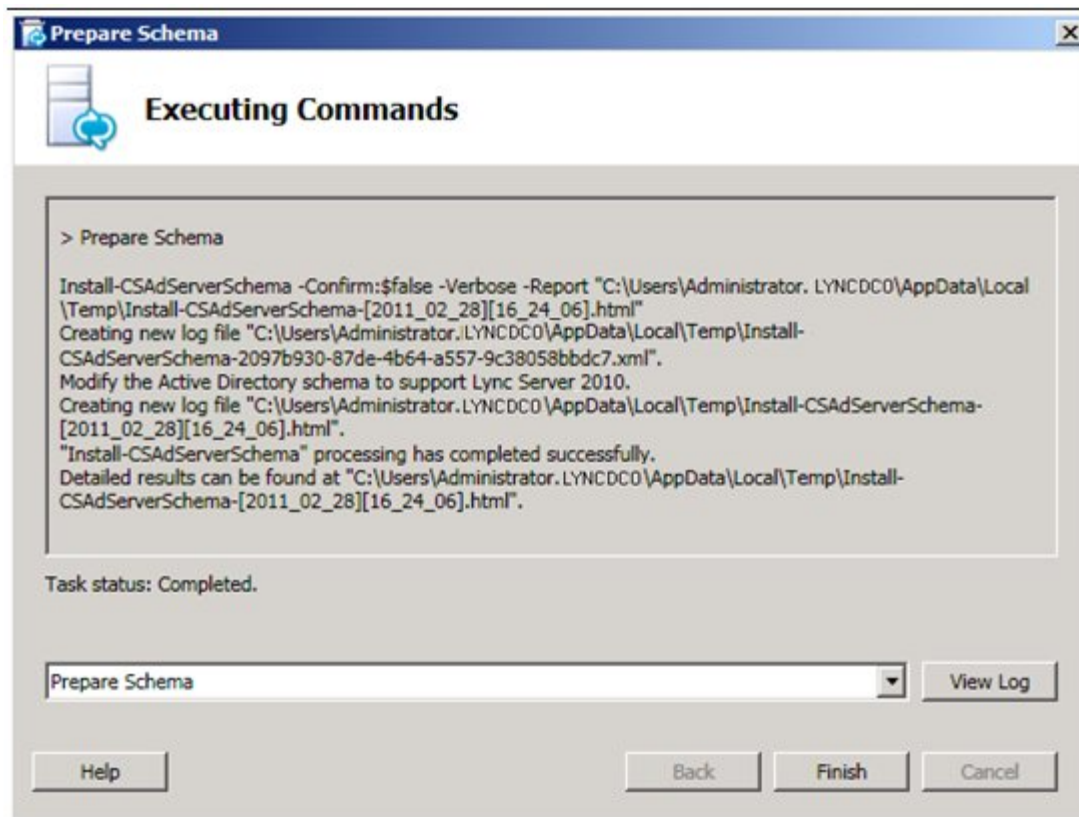 Prepare Schema
Executing Commands
> Prepare Schema
Install-CSAdServerSchema -Confirm:$false -Verbose -Report "C:\Users\Administrator. LYNCDC0\AppData\Local
\Temp\Install-CSAdServerSchema-[2011_02_28][16_24_06].html"
Creating new log file "C:\Users\Administrator.LYNCDC0\AppData\Local\Temp\Install-
CSAdServerSchema-2097b930-87de-4b64-a557-9c38058bbdc7.xml".
Modify the Active Directory schema to support Lync Server 2010.
Creating new log file "C:\Users\Administrator.LYNCDC0\AppData\Local\Temp\Install-CSAdServerSchema-
[2011_02_28][16_24_06].html".
"Install-CSAdServerSchema" processing has completed successfully.
Detailed results can be found at "C:\Users\Administrator.LYNCDC0\AppData\Local\Temp\Install-
CSAdServerSchema-[2011_02_28][16_24_06].html".
Task status: Completed.
Prepare Schema
View Log
Help
Back
Finish
Cancel